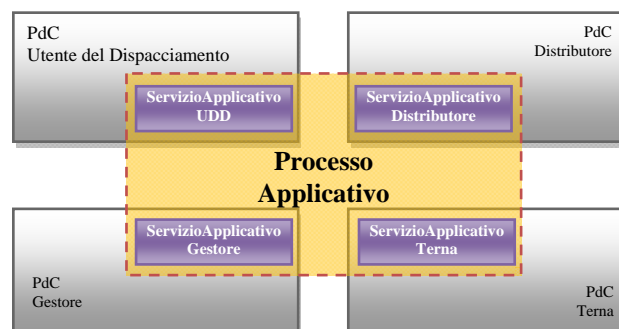 PdC
Utente del Dispacciamento
PdC
Distributore
ServizioApplicativo
UDD
ServizioApplicativo
Distributore
Processo
Applicativo
ServizioApplicativo
Gestore
ServizioApplicativo
Terna
PdC
Gestore
PdC
Terna